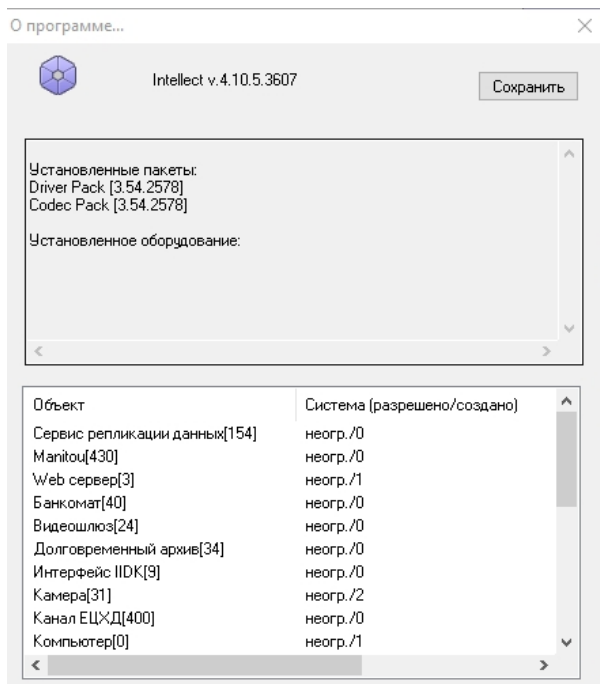 О программе...
Intellect v.4.10.5.3607
Сохранить
Установленные пакеты:
Driver Pack [3.54.2578]
Codec Pack [3.54.2578]
Установленное оборудование:
Объект Система (разрешено/создано)
Сервис репликации данных[154] неогр./0
Manitou[430] неогр./0
Web сервер[3] неогр./1
Банкомат[40] неогр./0
Видеошлюз[24] неогр./0
Долговременный архив[34] неогр./0
Интерфейс IIDK[9] неогр./0
Камера[31] неогр./2
Канал ЕЦХД[400] неогр./0
Компьютер[0] неогр./1